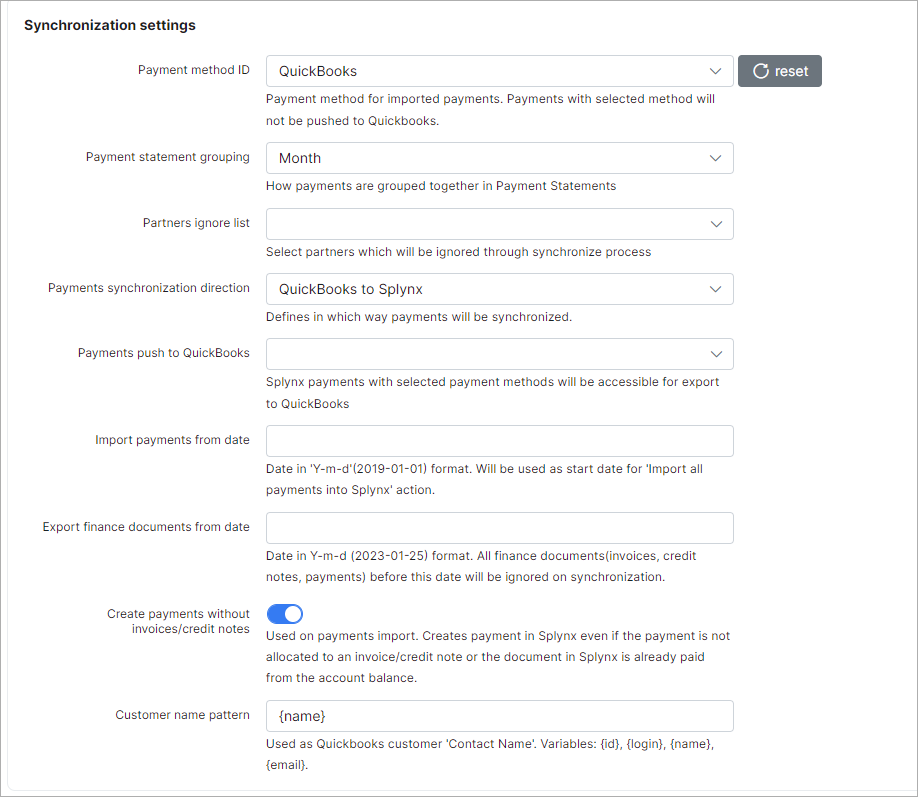 Synchronization settings
Payment method ID
QuickBooks
reset
Payment method for imported payments. Payments with selected method will
not be pushed to Quickbooks.
Payment statement grouping
Month
How payments are grouped together in Payment Statements
Partners ignore list
Select partners which will be ignored through synchronize process
Payments synchronization direction
QuickBooks to Splynx
Defines in which way payments will be synchronized.
Payments push to QuickBooks
Splynx payments with selected payment methods will be accessible for export
to QuickBooks
Import payments from date
Date in 'Y-m-d'(2019-01-01) format. Will be used as start date for 'Import all
payments into Splynx' action.
Export finance documents from date
Date in Y-m-d (2023-01-25) format. All finance documents(invoices, credit
notes, payments) before this date will be ignored on synchronization.
Create payments without
invoices/credit notes
Used on payments import. Creates payment in Splynx even if the payment is not
allocated to an invoice/credit note or the document in Splynx is already paid
from the account balance.
Customer name pattern
{name}
Used as Quickbooks customer 'Contact Name'. Variables: {id}, {login}, {name},
{email}.